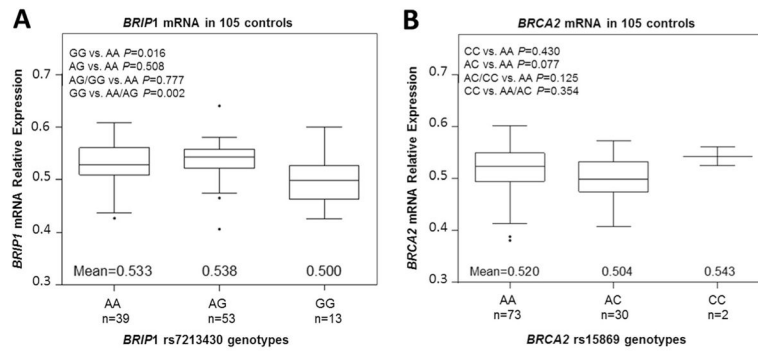 A
BRIP1 mRNA in 105 controls
GG vs. AA P=0.016
AG vs. AA P=0.508
AG/GG vs. AA P=0.777
GG vs. AA/AG P=0.002
BRIP1 mRNA Relative Expression
0.7
0.6
0.5
0.4
0.3
Mean=0.533 0.538 0.500
AA AG GG
n=39 n=53 n=13
BRIP1 rs7213430 genotypes
B
BRCA2 mRNA in 105 controls
CC vs. AA P=0.430
AC vs. AA P=0.077
AC/CC vs. AA P=0.125
CC vs. AA/AC P=0.354
BRCA2 mRNA Relative Expression
0.7
0.6
0.5
0.4
0.3
Mean=0.520 0.504 0.543
AA AC CC
n=73 n=30 n=2
BRCA2 rs15869 genotypes